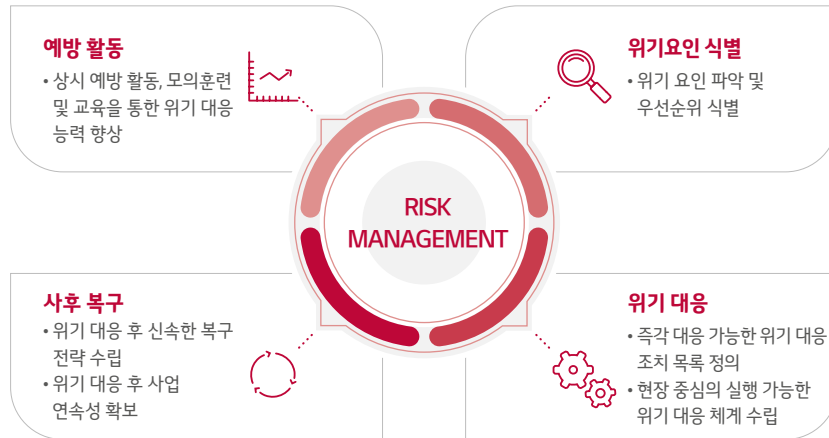 예방 활동
• 상시 예방 활동, 모의훈련
및 교육을 통한 위기 대응
능력 향상
위기요인 식별
• 위기 요인 파악 및
우선순위 식별
RISK
MANAGEMENT
사후 복구
• 위기 대응 후 신속한 복구
전략 수립
• 위기 대응 후 사업
연속성 확보
위기 대응
• 즉각 대응 가능한 위기 대응
조치 목록 정의
• 현장 중심의 실행 가능한
위기 대응 체계 수립